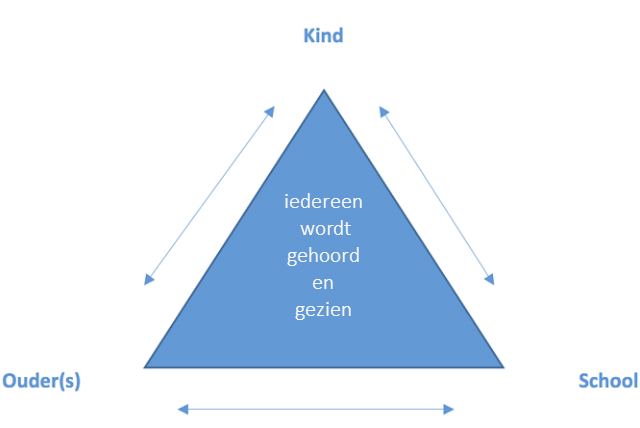 Kind
iedereen
wordt
gehoord
en
gezien
Ouder(s)
School